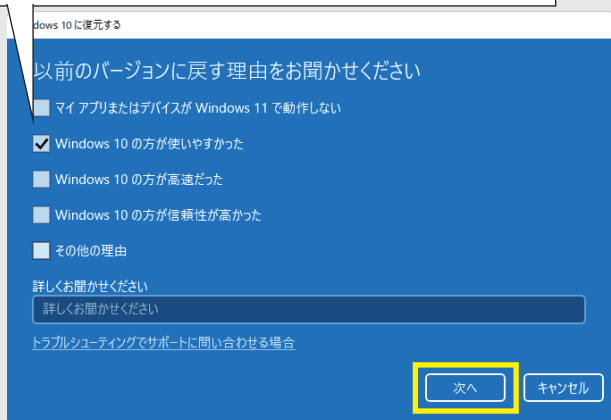 dows 10 に復元する
以前のバージョンに戻す理由をお聞かせください
マイ アプリまたはデバイスが Windows 11 で動作しない
Windows 10 の方が使いやすかった
Windows 10 の方が高速だった
Windows 10 の方が信頼性が高かった
その他の理由
詳しくお聞かせください
詳しくお聞かせください
トラブルシューティングでサポートに問い合わせる場合
次へ
キャンセル